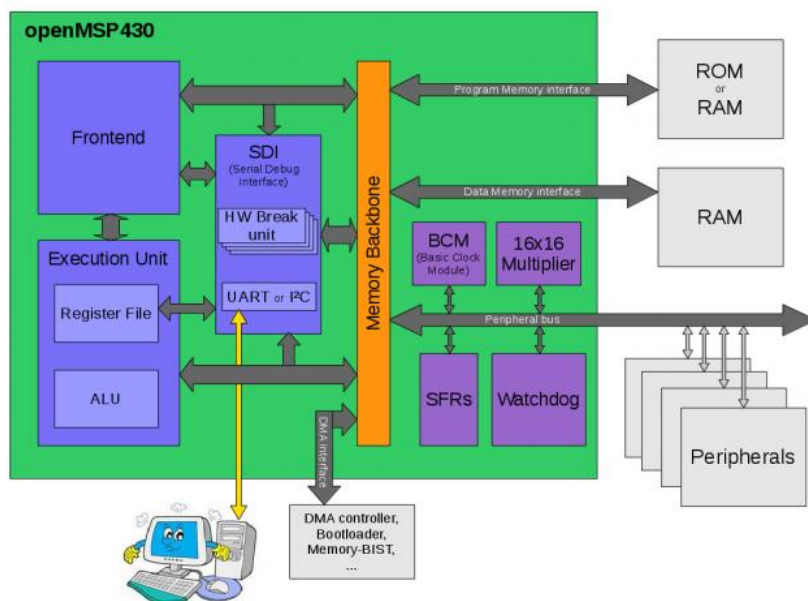 openMSP430
Frontend
SDI
(Serial Debug
Interface)
HW Break
unit
UART or I²C
Execution Unit
Register File
ALU
Memory Backbone
Program Memory interface
Data Memory interface
BCM
(Basic Clock
Module)
16x16
Multiplier
Peripheral bus
SFRs
Watchdog
DMA interface
ROM
or
RAM
RAM
Peripherals
DMA controller,
Bootloader,
Memory-BIST,
...